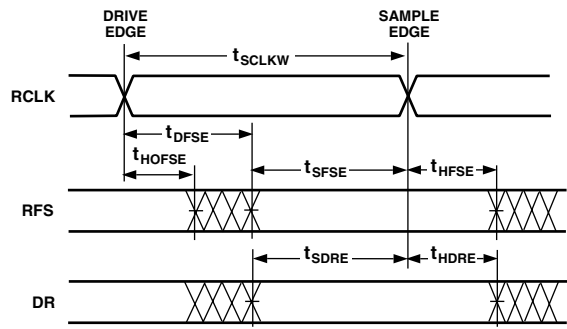 DRIVE
EDGE
SAMPLE
EDGE
tSCLKW
RCLK
tDFSE
tHOFSE
tSFSE
tHFSE
RFS
tSDRE
tHDRE
DR